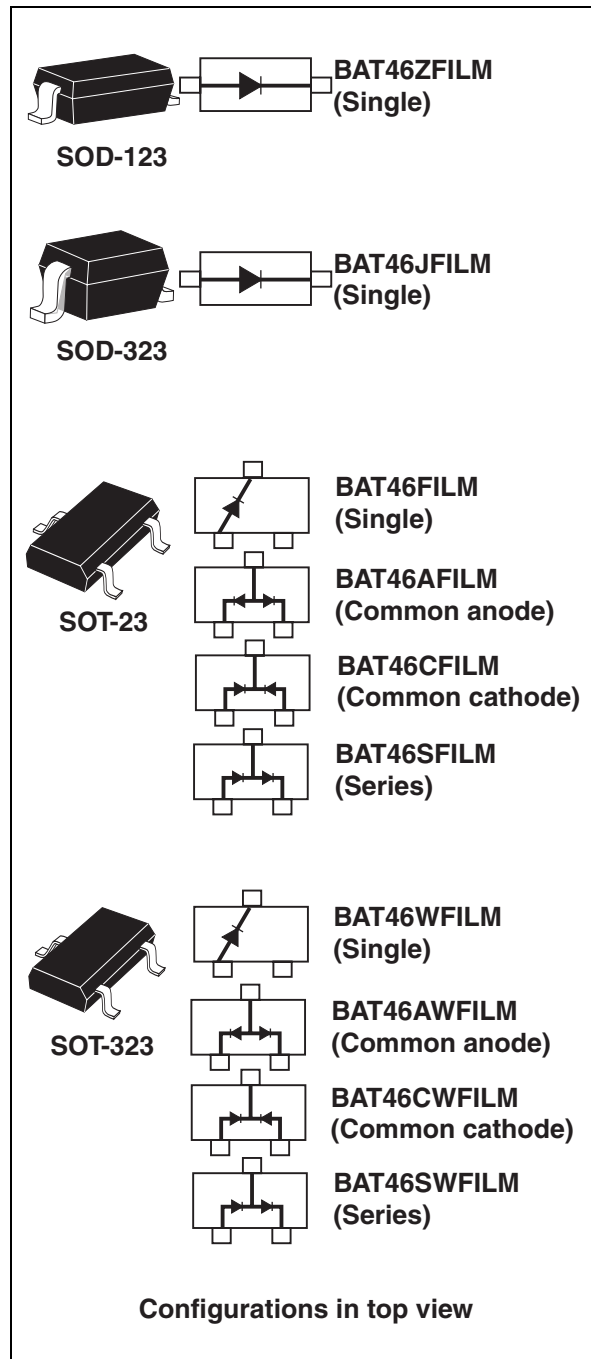 BAT46ZFILM
(Single)
SOD-123
BAT46JFILM
(Single)
SOD-323
BAT46FILM
(Single)
SOT-23
BAT46AFILM
(Common anode)
BAT46CFILM
(Common cathode)
BAT46SFILM
(Series)
BAT46WFILM
(Single)
SOT-323
BAT46AWFILM
(Common anode)
BAT46CWFILM
(Common cathode)
BAT46SWFILM
(Series)
Configurations in top view